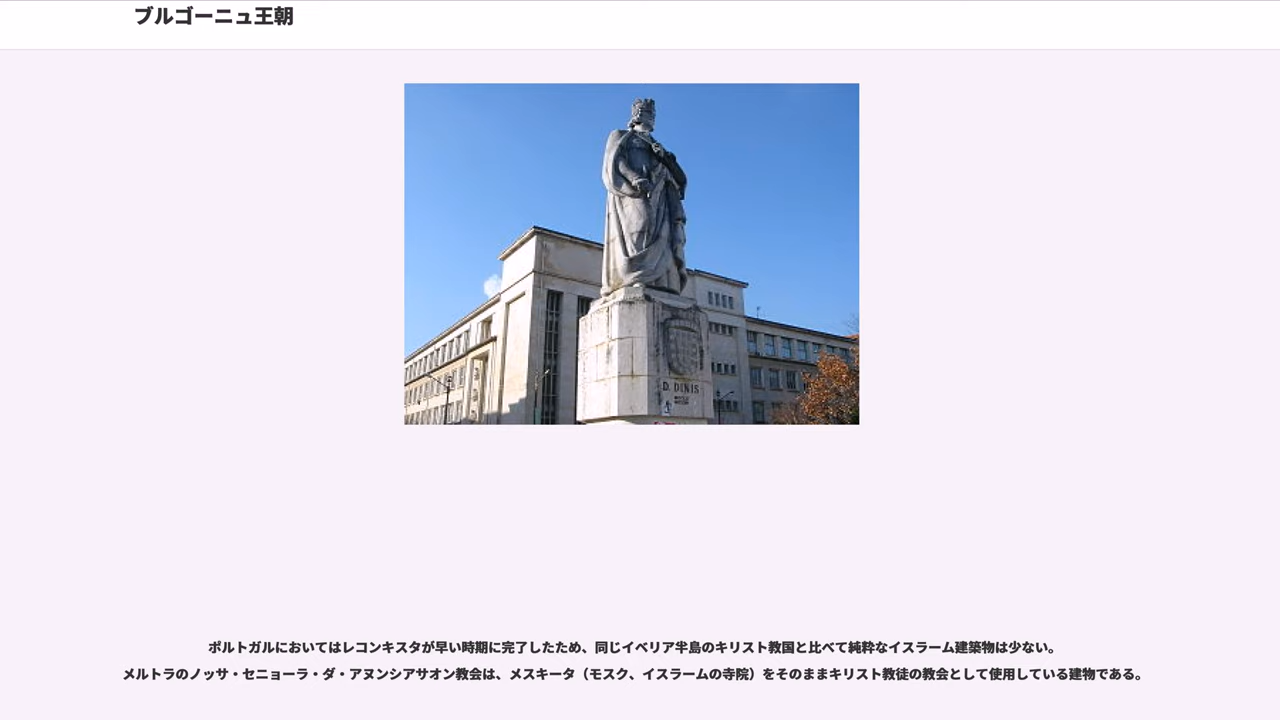 ブルゴーニュ王朝
D. DINIS
ポルトガルにおいてはレコンキスタが早い時期に完了したため、同じイベリア半島のキリスト教国と比べて純粋なイスラーム建築物は少ない。
メルトラのノッサ・セニョーラ・ダ・アヌンシアサオン教会は、メスキータ（モスク、イスラームの寺院）をそのままキリスト教徒の教会として使用している建物である。